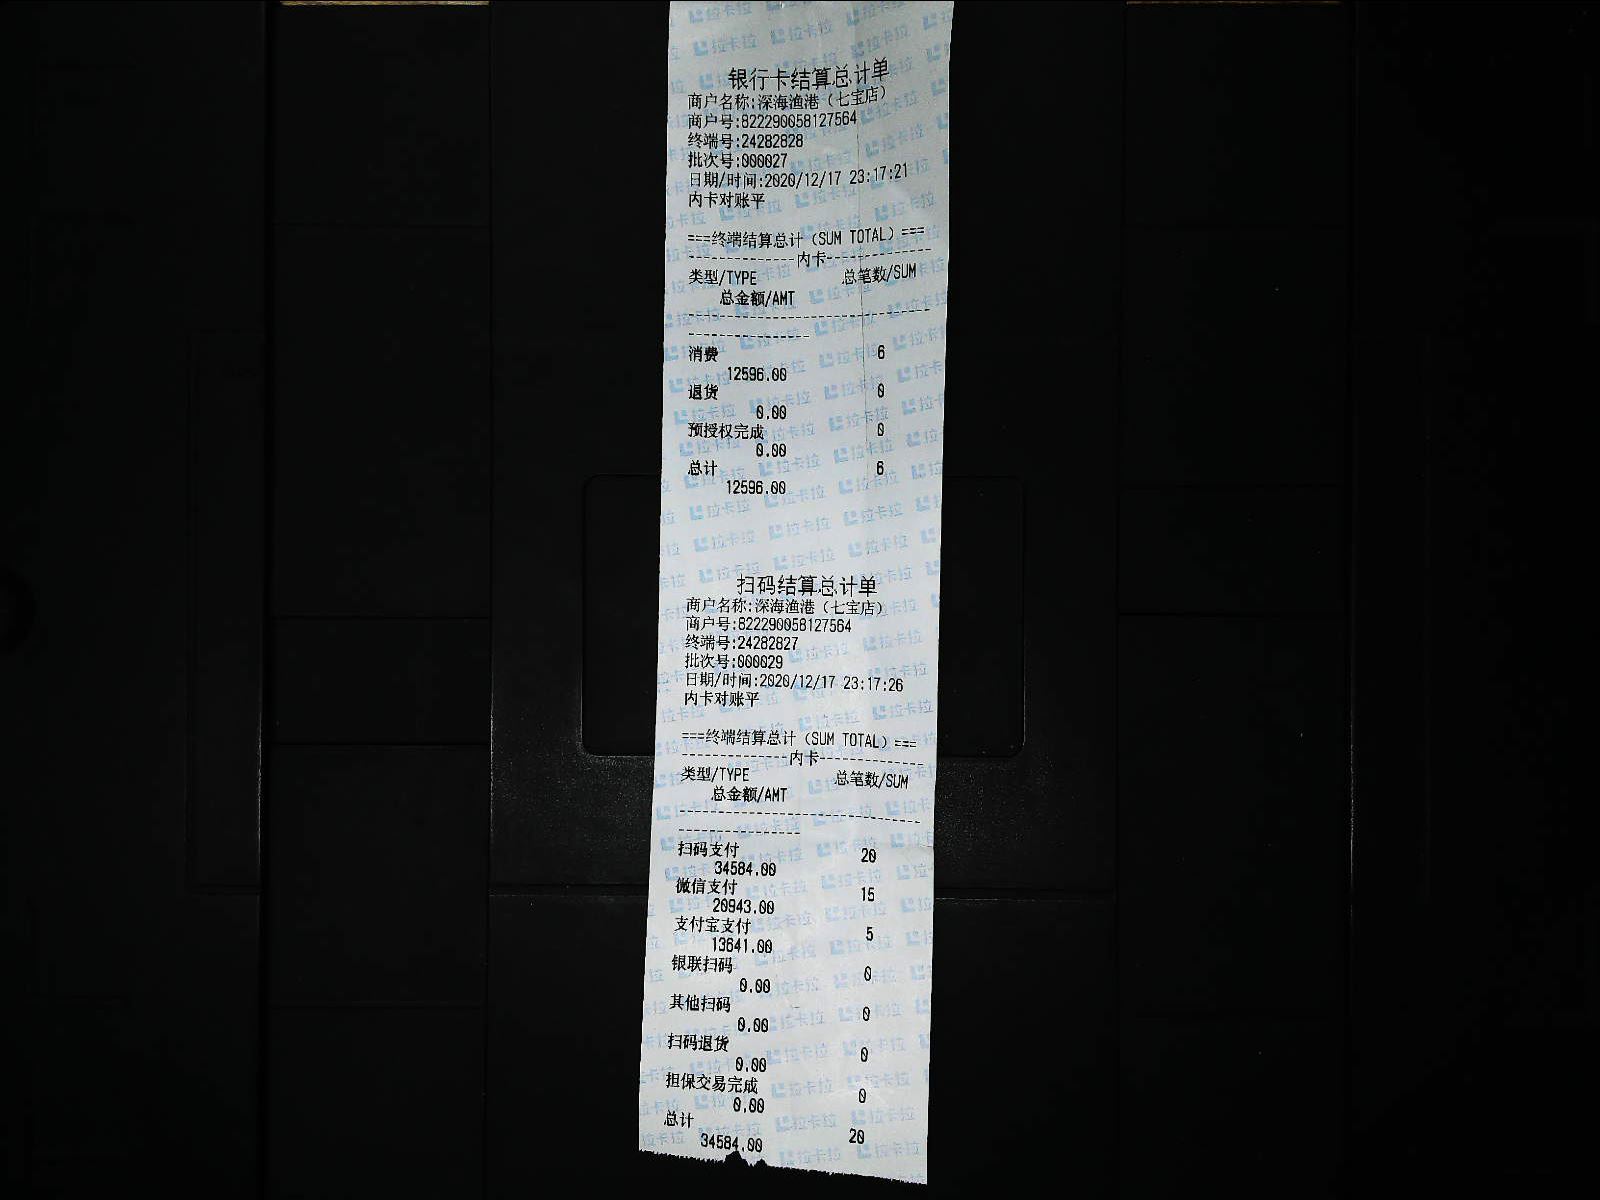 银行卡结算总计单
商户名称:深海渔港（七宝店）
商户号:822290058127564
终端号:24282828
批次号:000027
日期/时间:2020/12/17 23:17:21
内卡对账平
===终端结算总计（SUM TOTAL）===
---------------内卡---------------
类型/TYPE 总笔数/SUM
总金额/AMT
消费 6
12596.00
退货 0
0.00
预授权完成 0
0.00
总计 6
12596.00
扫码结算总计单
商户名称:深海渔港（七宝店）
商户号:822290058127564
终端号:24282827
批次号:000029
日期/时间:2020/12/17 23:17:26
内卡对账平
===终端结算总计（SUM TOTAL）===
---------------内卡---------------
类型/TYPE 总笔数/SUM
总金额/AMT
扫码支付 20
34584.00
微信支付 15
20943.00
支付宝支付 5
13641.00
银联扫码 0
0.00
其他扫码 0
0.00
扫码退货 0
0.00
担保交易完成 0
0.00
总计 20
34584.00